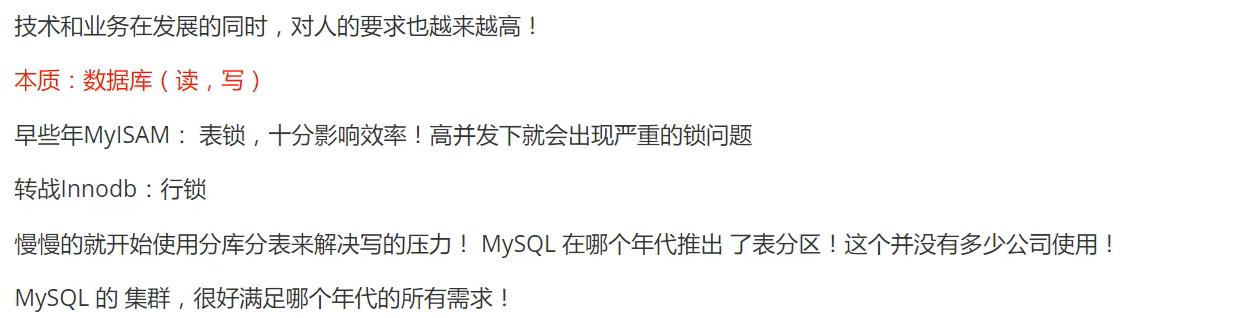 技术和业务在发展的同时，对人的要求也越来越高！
本质：数据库（读，写）
早些年MyISAM： 表锁，十分影响效率！高并发下就会出现严重的锁问题
转战Innodb：行锁
慢慢的就开始使用分库分表来解决写的压力！ MySQL 在哪个年代推出 了表分区！这个并没有多少公司使用！
MySQL 的 集群，很好满足哪个年代的所有需求！